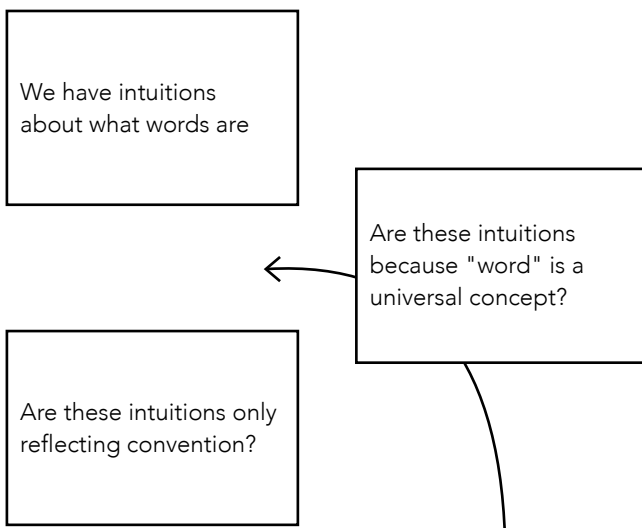 We have intuitions
about what words are
Are these intuitions
because "word" is a
universal concept?
Are these intuitions only
reflecting convention?